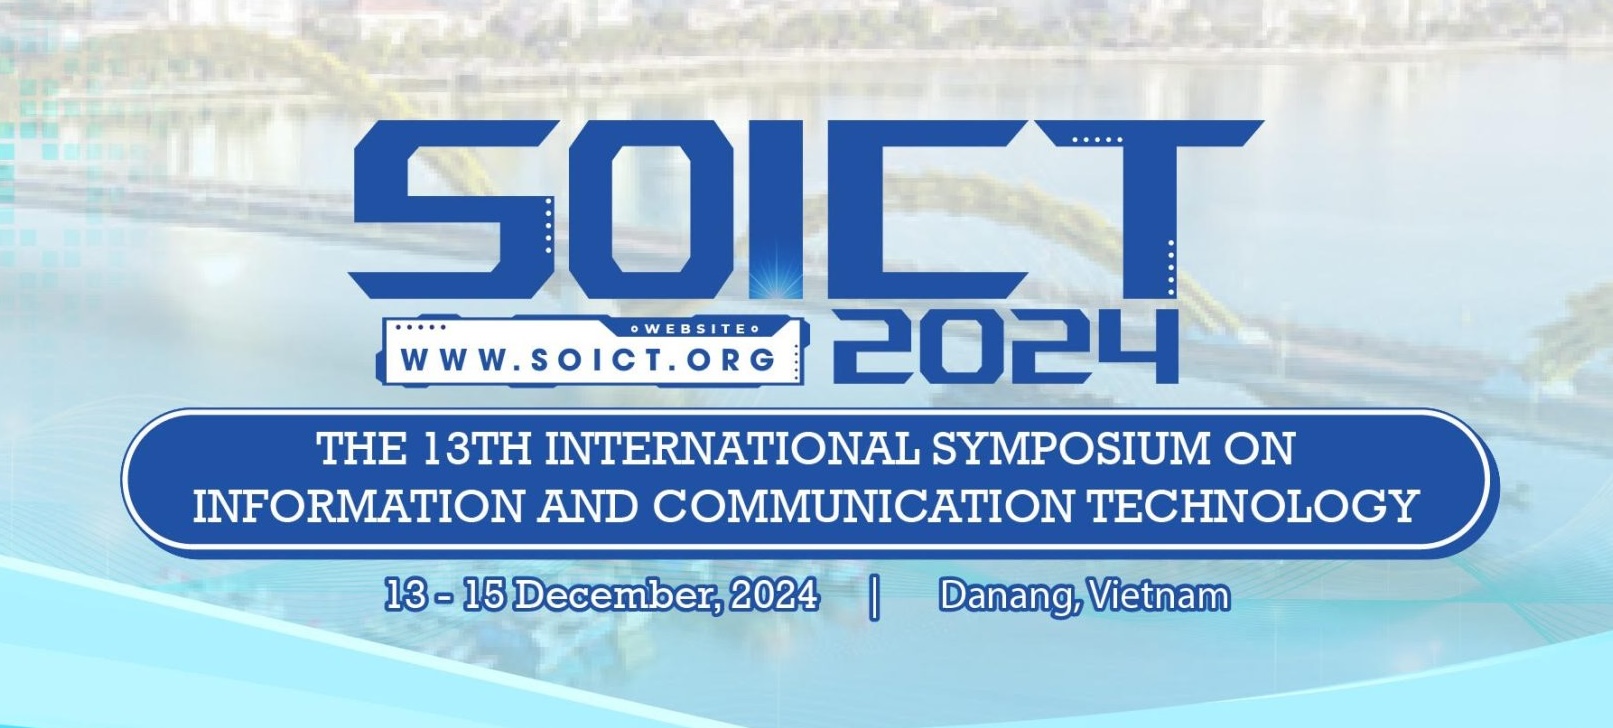 SOICT
WEBSITE
WWW.SOICT.ORG
2024
THE 13TH INTERNATIONAL SYMPOSIUM ON
INFORMATION AND COMMUNICATION TECHNOLOGY
13 - 15 December, 2024 | Danang, Vietnam